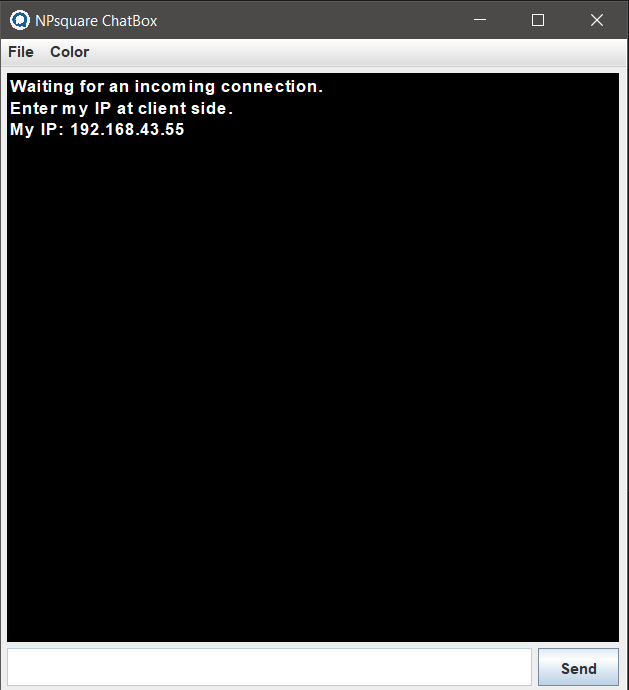 NPsquare ChatBox
File Color
Waiting for an incoming connection.
Enter my IP at client side.
My IP: 192.168.43.55
Send